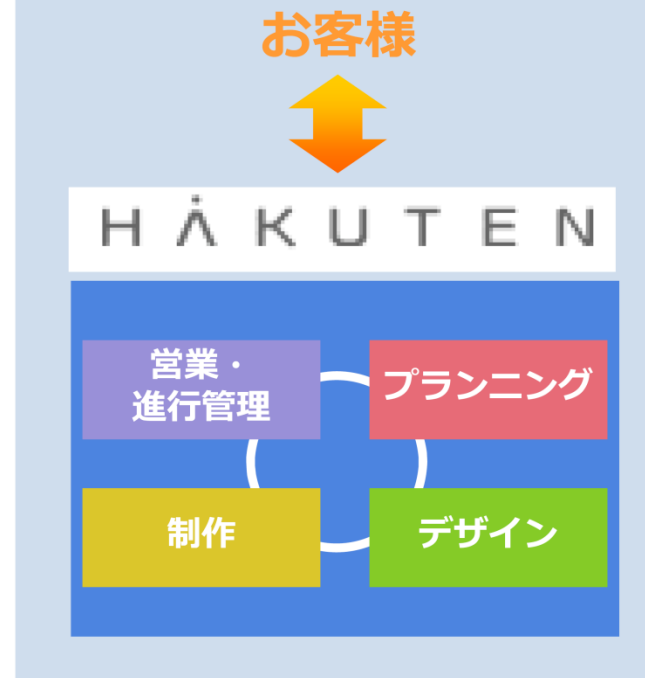 お客様
HAKUTEN
営業・
進行管理
プランニング
制作
デザイン